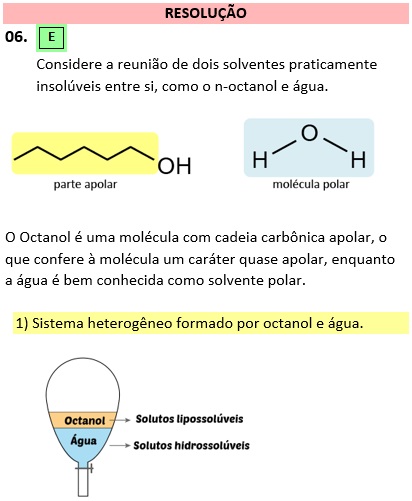 RESOLUÇÃO
06. E
Considere a reunião de dois solventes praticamente
insolúveis entre si, como o n-octanol e água.
OH
parte apolar
O
H H
molécula polar
O Octanol é uma molécula com cadeia carbônica apolar, o
que confere à molécula um caráter quase apolar, enquanto
a água é bem conhecida como solvente polar.
1) Sistema heterogêneo formado por octanol e água.
Octanol Solutos lipossolúveis
Água Solutos hidrossolúveis